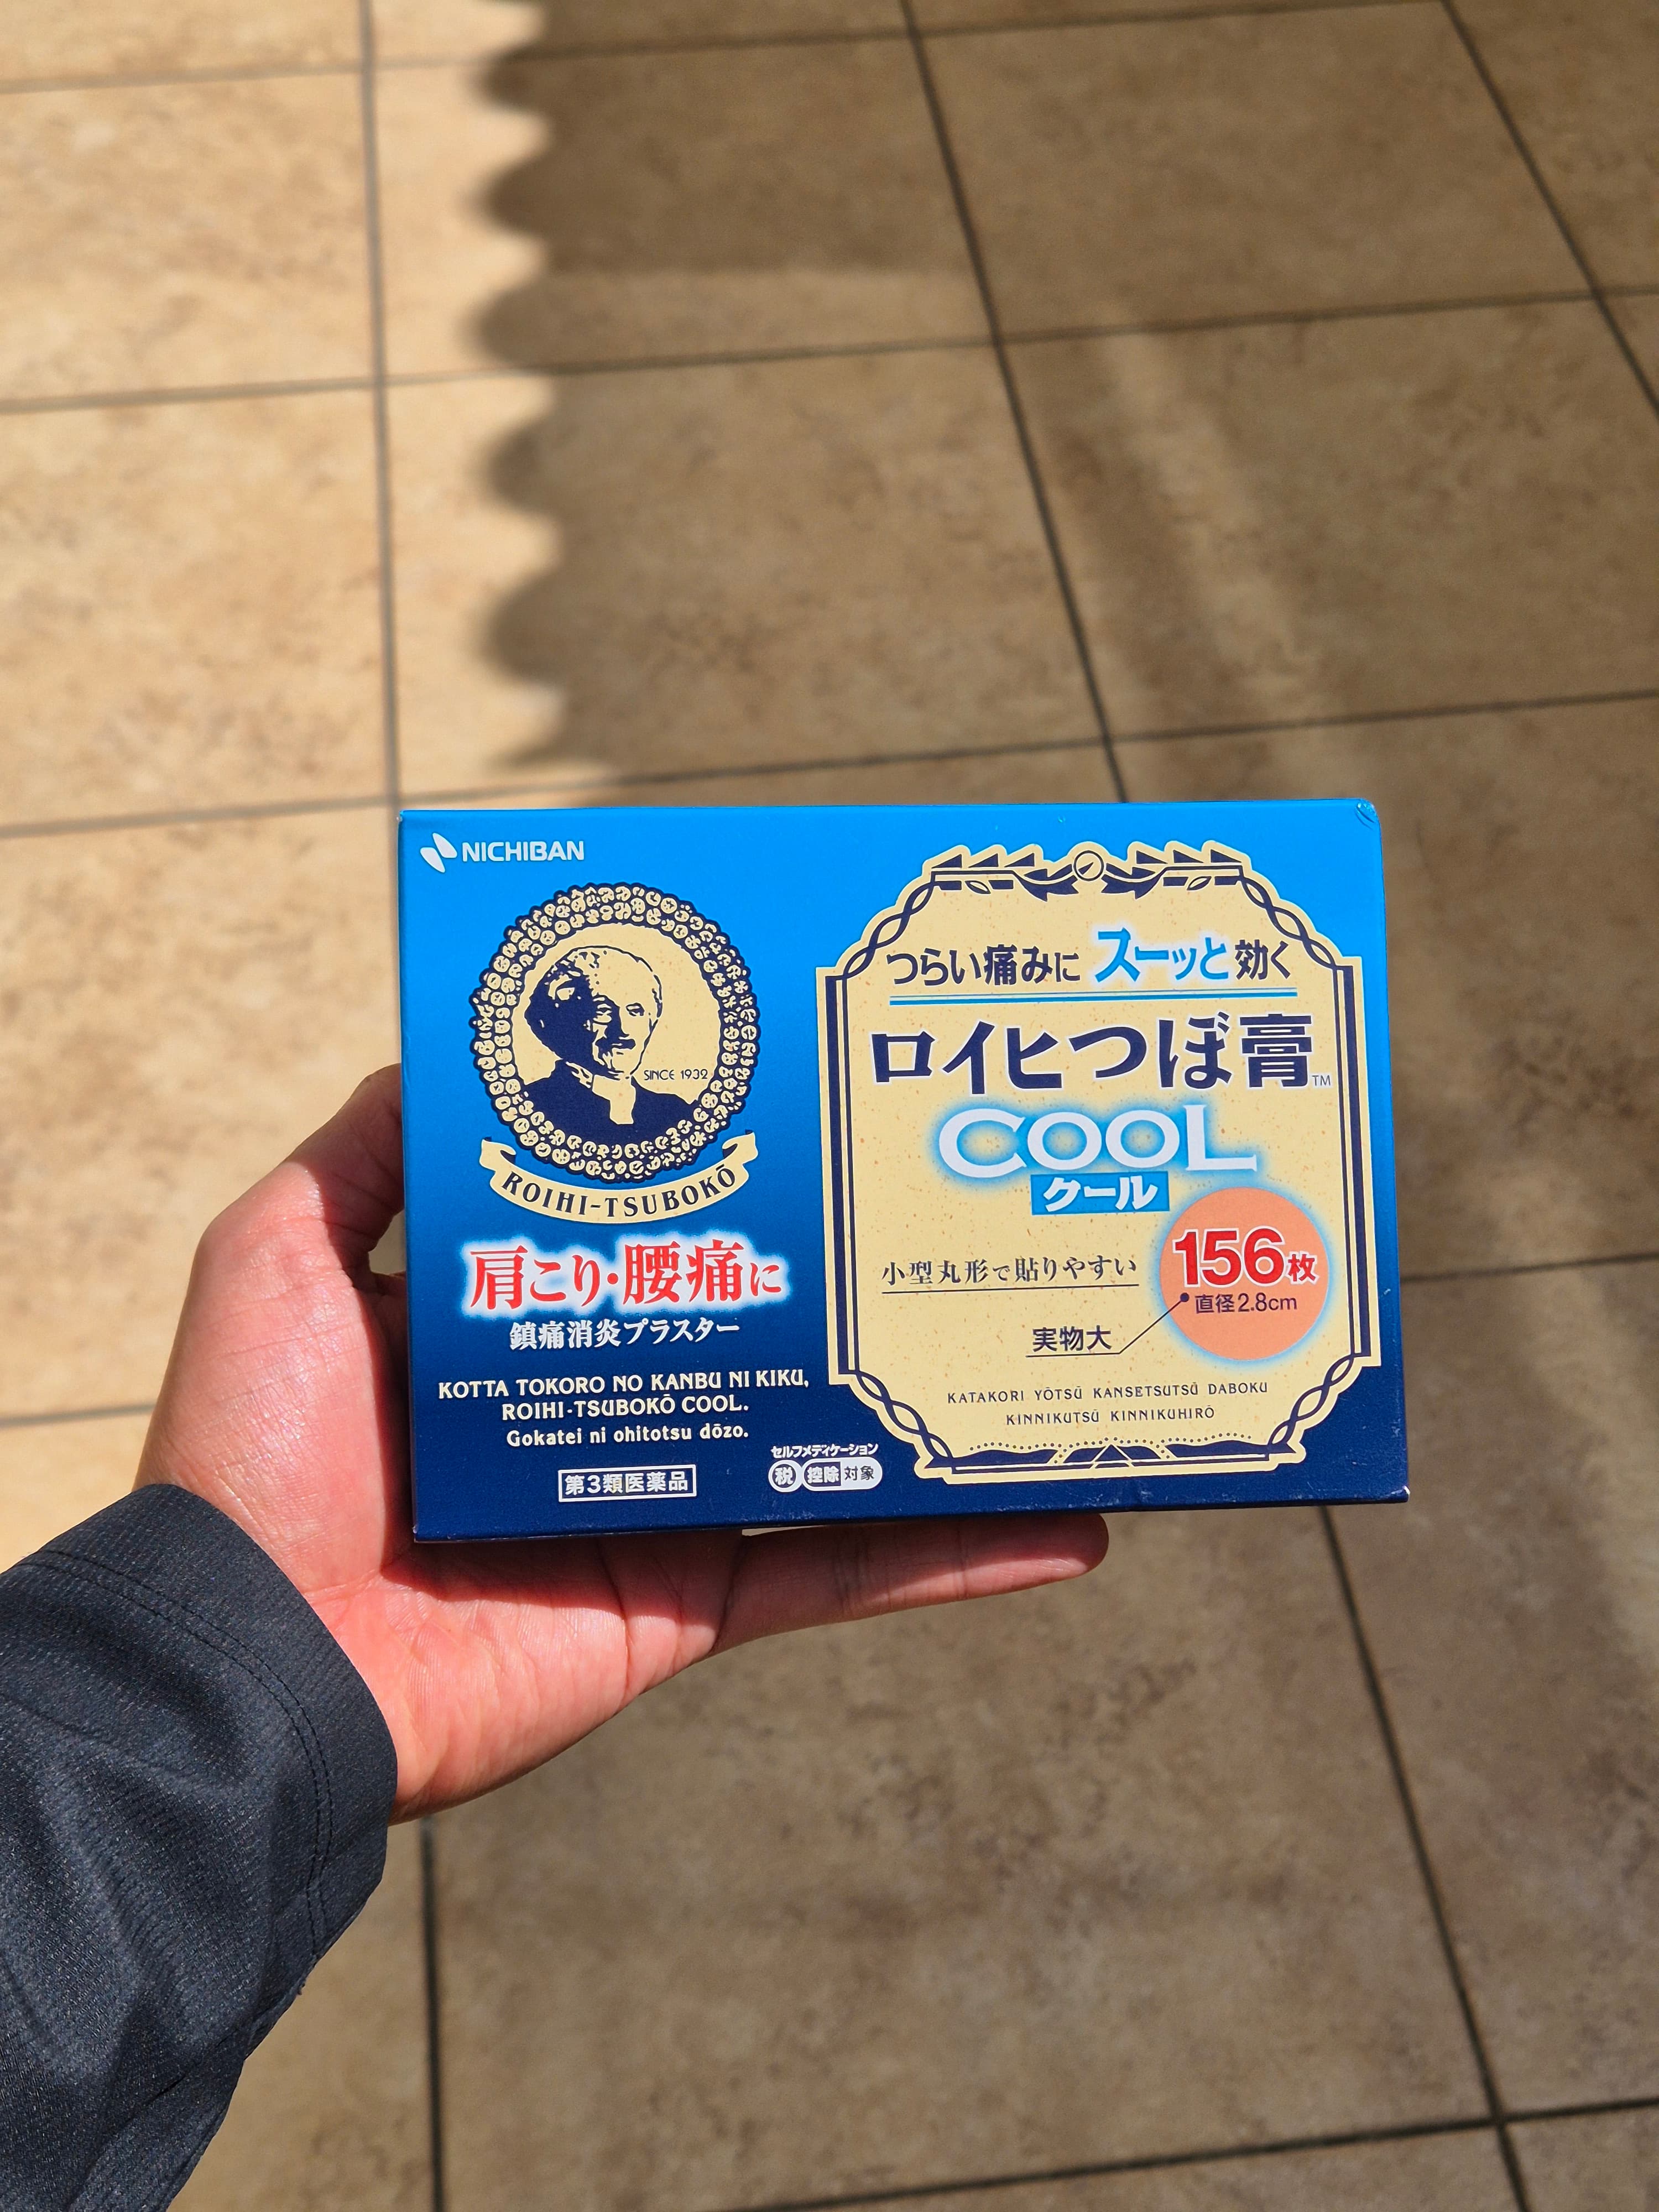 NICHIBAN
SINCE 1932
ROIHI-TSUBOKŌ
肩こり・腰痛に
鎮痛消炎プラスター
KOTTA TOKORO NO KANBU NI KIKU,
ROIHI-TSUBOKŌ COOL.
Gokatei ni ohitotsu dōzo.
第3類医薬品
セルフメディケーション
税 控除 対象
つらい痛みに スーッと効く
ロイヒつぼ膏™
COOL
クール
小型丸形で貼りやすい
156枚
直径2.8cm
実物大
KATAKORI YŌTSŪ KANSETSUTSŪ DABOKU
KINNIKUTSŪ KINNIKUHIRŌ